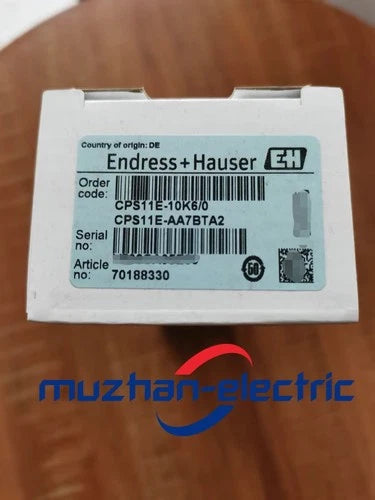 Country of origin: DE
Endress+Hauser EH
Order code: CPS11E-10K6/0
CPS11E-AA7BTA2
Serial no:
Article no: 70188330
60
muzhan-electric